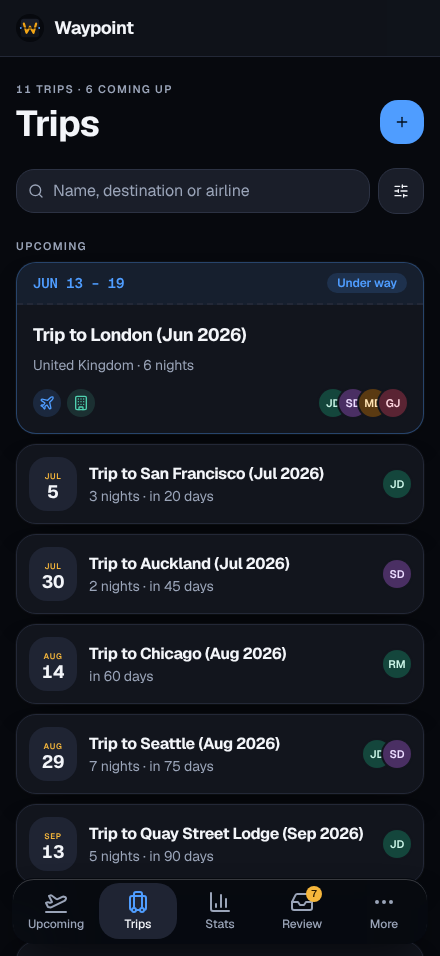 Waypoint
11 TRIPS · 6 COMING UP
Trips
Name, destination or airline
UPCOMING
JUN 13 – 19
Under way
Trip to London (Jun 2026)
United Kingdom · 6 nights
JD SD GJ
JUL
5
Trip to San Francisco (Jul 2026)
3 nights · in 20 days
JD
JUL
30
Trip to Auckland (Jul 2026)
2 nights · in 45 days
SD
AUG
14
Trip to Chicago (Aug 2026)
in 60 days
RM
AUG
29
Trip to Seattle (Aug 2026)
7 nights · in 75 days
JD SD
SEP
13
Trip to Quay Street Lodge (Sep 2026)
5 nights · in 90 days
JD
7
Upcoming
Trips
Stats
Review
More